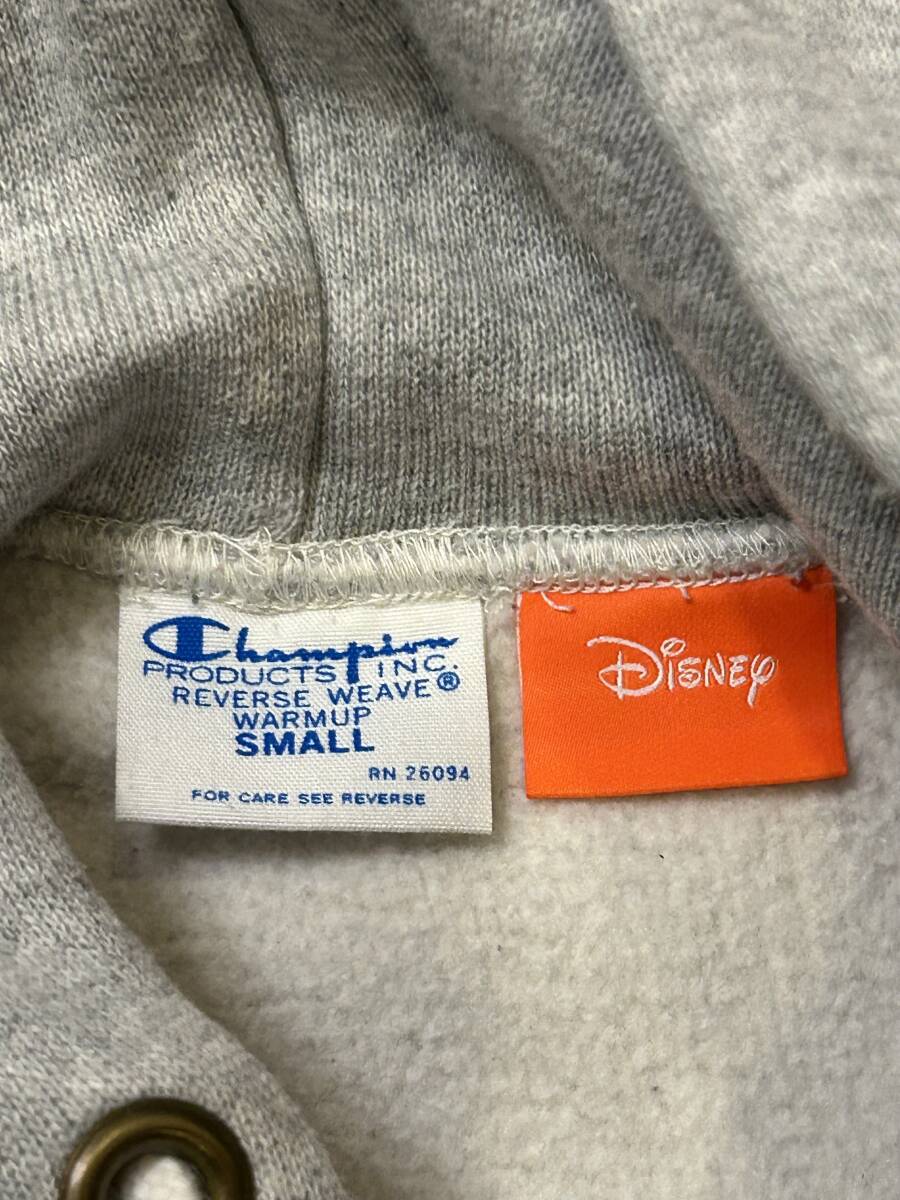 Champion
PRODUCTS INC.
REVERSE WEAVE®
WARMUP
SMALL
RN 26094
FOR CARE SEE REVERSE
DISNEY